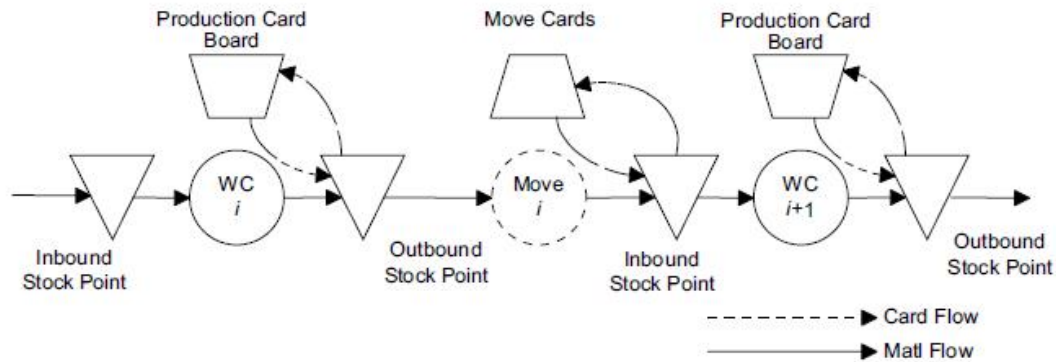 Production Card
Board
Move Cards
Production Card
Board
WC
i
Move
i
WC
i+1
Inbound
Stock Point
Outbound
Stock Point
Inbound
Stock Point
Outbound
Stock Point
Card Flow
Matl Flow